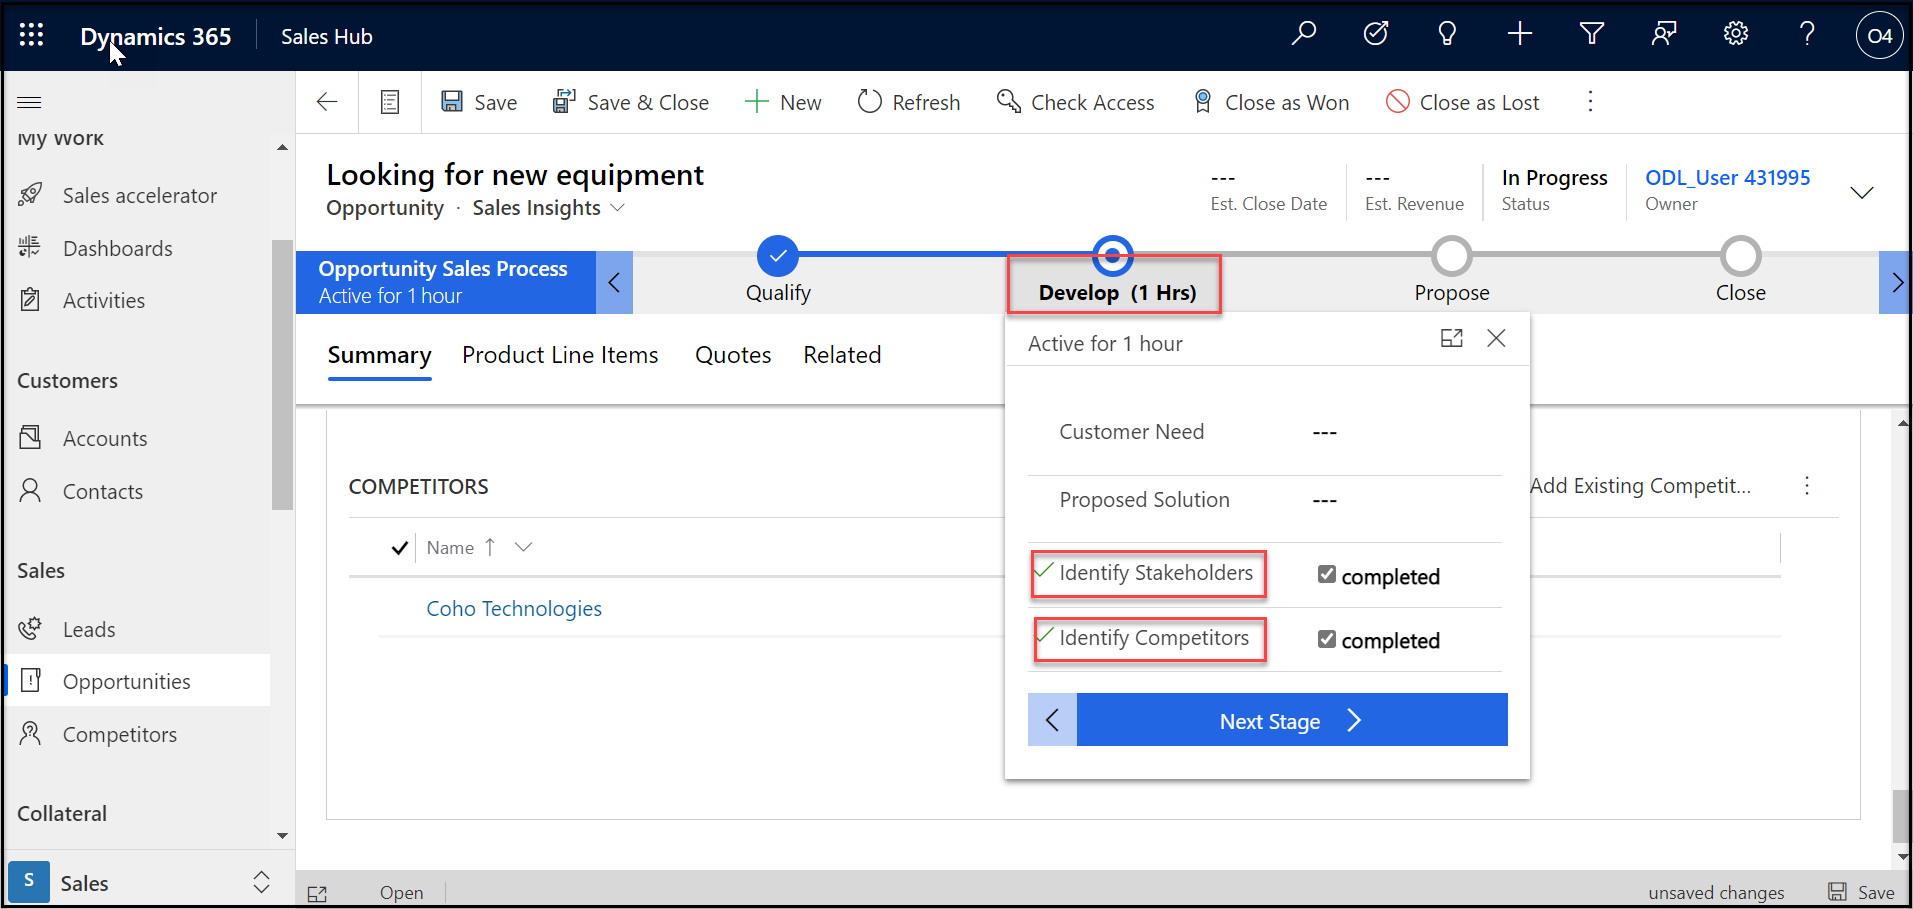 Dynamics 365
Sales Hub
O4
Save
Save & Close
New
Refresh
Check Access
Close as Won
Close as Lost
My Work
Sales accelerator
Dashboards
Activities
Customers
Accounts
Contacts
Sales
Leads
Opportunities
Competitors
Collateral
S
Sales
Looking for new equipment
Opportunity · Sales Insights
---
Est. Close Date
---
Est. Revenue
In Progress
Status
ODL_User 431995
Owner
Opportunity Sales Process
Active for 1 hour
Qualify
Develop (1 Hrs)
Propose
Close
Summary
Product Line Items
Quotes
Related
Active for 1 hour
Customer Need ---
Proposed Solution ---
Identify Stakeholders completed
Identify Competitors completed
Next Stage
COMPETITORS
Add Existing Competit...
Name
Coho Technologies
Open
unsaved changes
Save